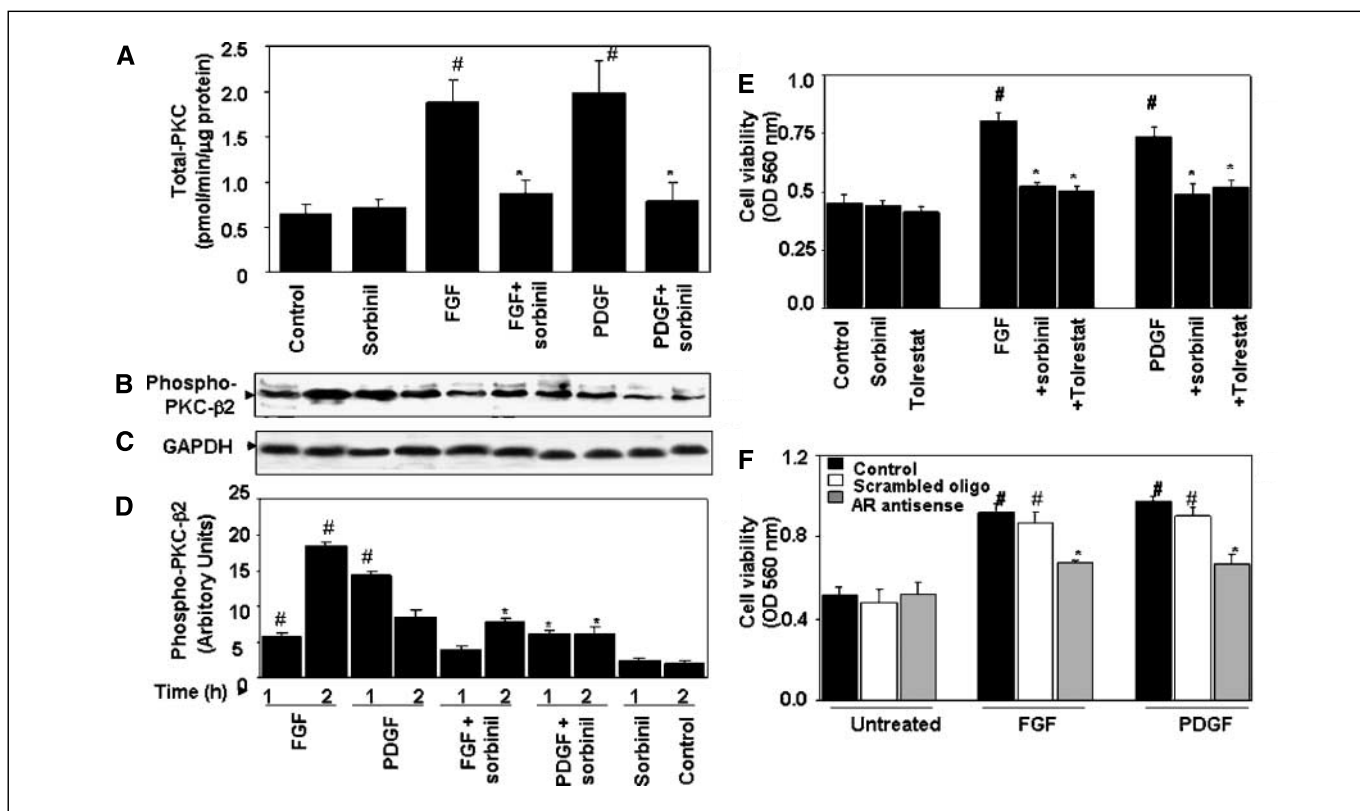 A
2.5
2.0
1.5
1.0
0.5
0
Total-PKC
(pmol/min/µg protein)
#
*
#
*
Control
Sorbinil
FGF
FGF+
sorbinil
PDGF
PDGF+
sorbinil
B
Phospho-
PKC-β2
C
GAPDH
D
25
20
15
10
5
0
Phospho-PKC-β2
(Arbitory Units)
#
#
#
*
*
*
Time (h)
1 2 1 2 1 2 1 2 1 2
FGF
PDGF
FGF +
sorbinil
PDGF +
sorbinil
Sorbinil
Control
E
1.0
0.75
0.5
0.25
0.0
Cell viability
(OD 560 nm)
#
*
*
#
*
*
Control
Sorbinil
Tolrestat
FGF
+sorbinil
+Tolrestat
PDGF
+sorbinil
+Tolrestat
F
1.2
0.8
0.4
0.0
Cell viability
(OD 560 nm)
Control
Scrambled oligo
AR antisense
#
#
*
#
#
*
Untreated
FGF
PDGF